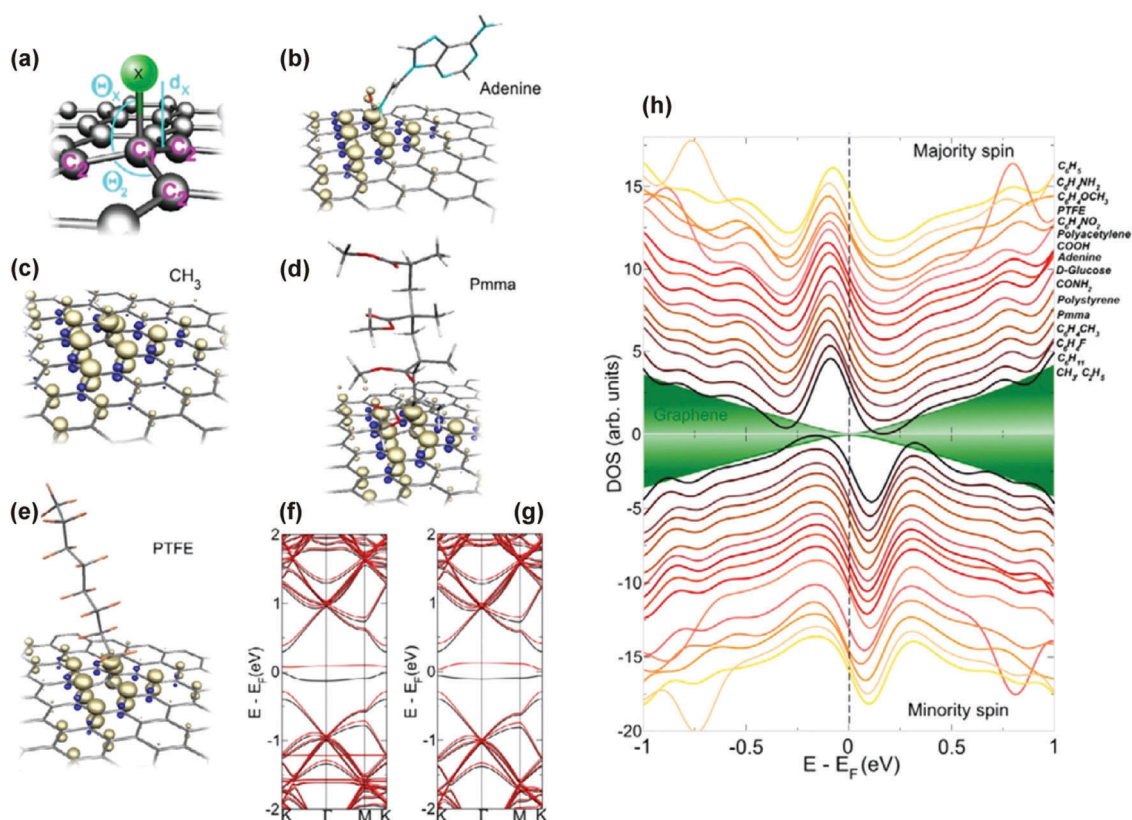 (a)
X
Θx
dx
C2 C1 C2
Θ2
C2
(b)
Adenine
(c)
CH3
(d)
Pmma
(e)
PTFE
(f)
(g)
2
1
0
-1
-2
E - EF (eV)
K Γ M K
2
1
0
-1
-2
E - EF (eV)
K Γ M K
(h)
Majority spin
C6H5
C6H4NH2
C6H4OCH3
PTFE
C6H4NO2
Polyacetylene
COOH
Adenine
D-Glucose
CONH2
Polystyrene
Pmma
C6H4CH3
C6H4F
C6H11
CH3, C2H5
Graphene
Minority spin
DOS (arb. units)
15
10
5
0
-5
-10
-15
-20
-1 -0.5 0 0.5 1
E - EF (eV)